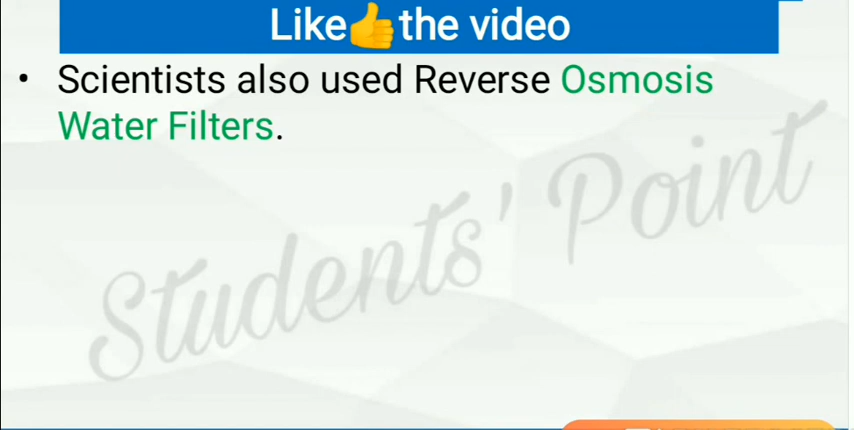 Like👍the video
• Scientists also used Reverse Osmosis
Water Filters.
Students' Point